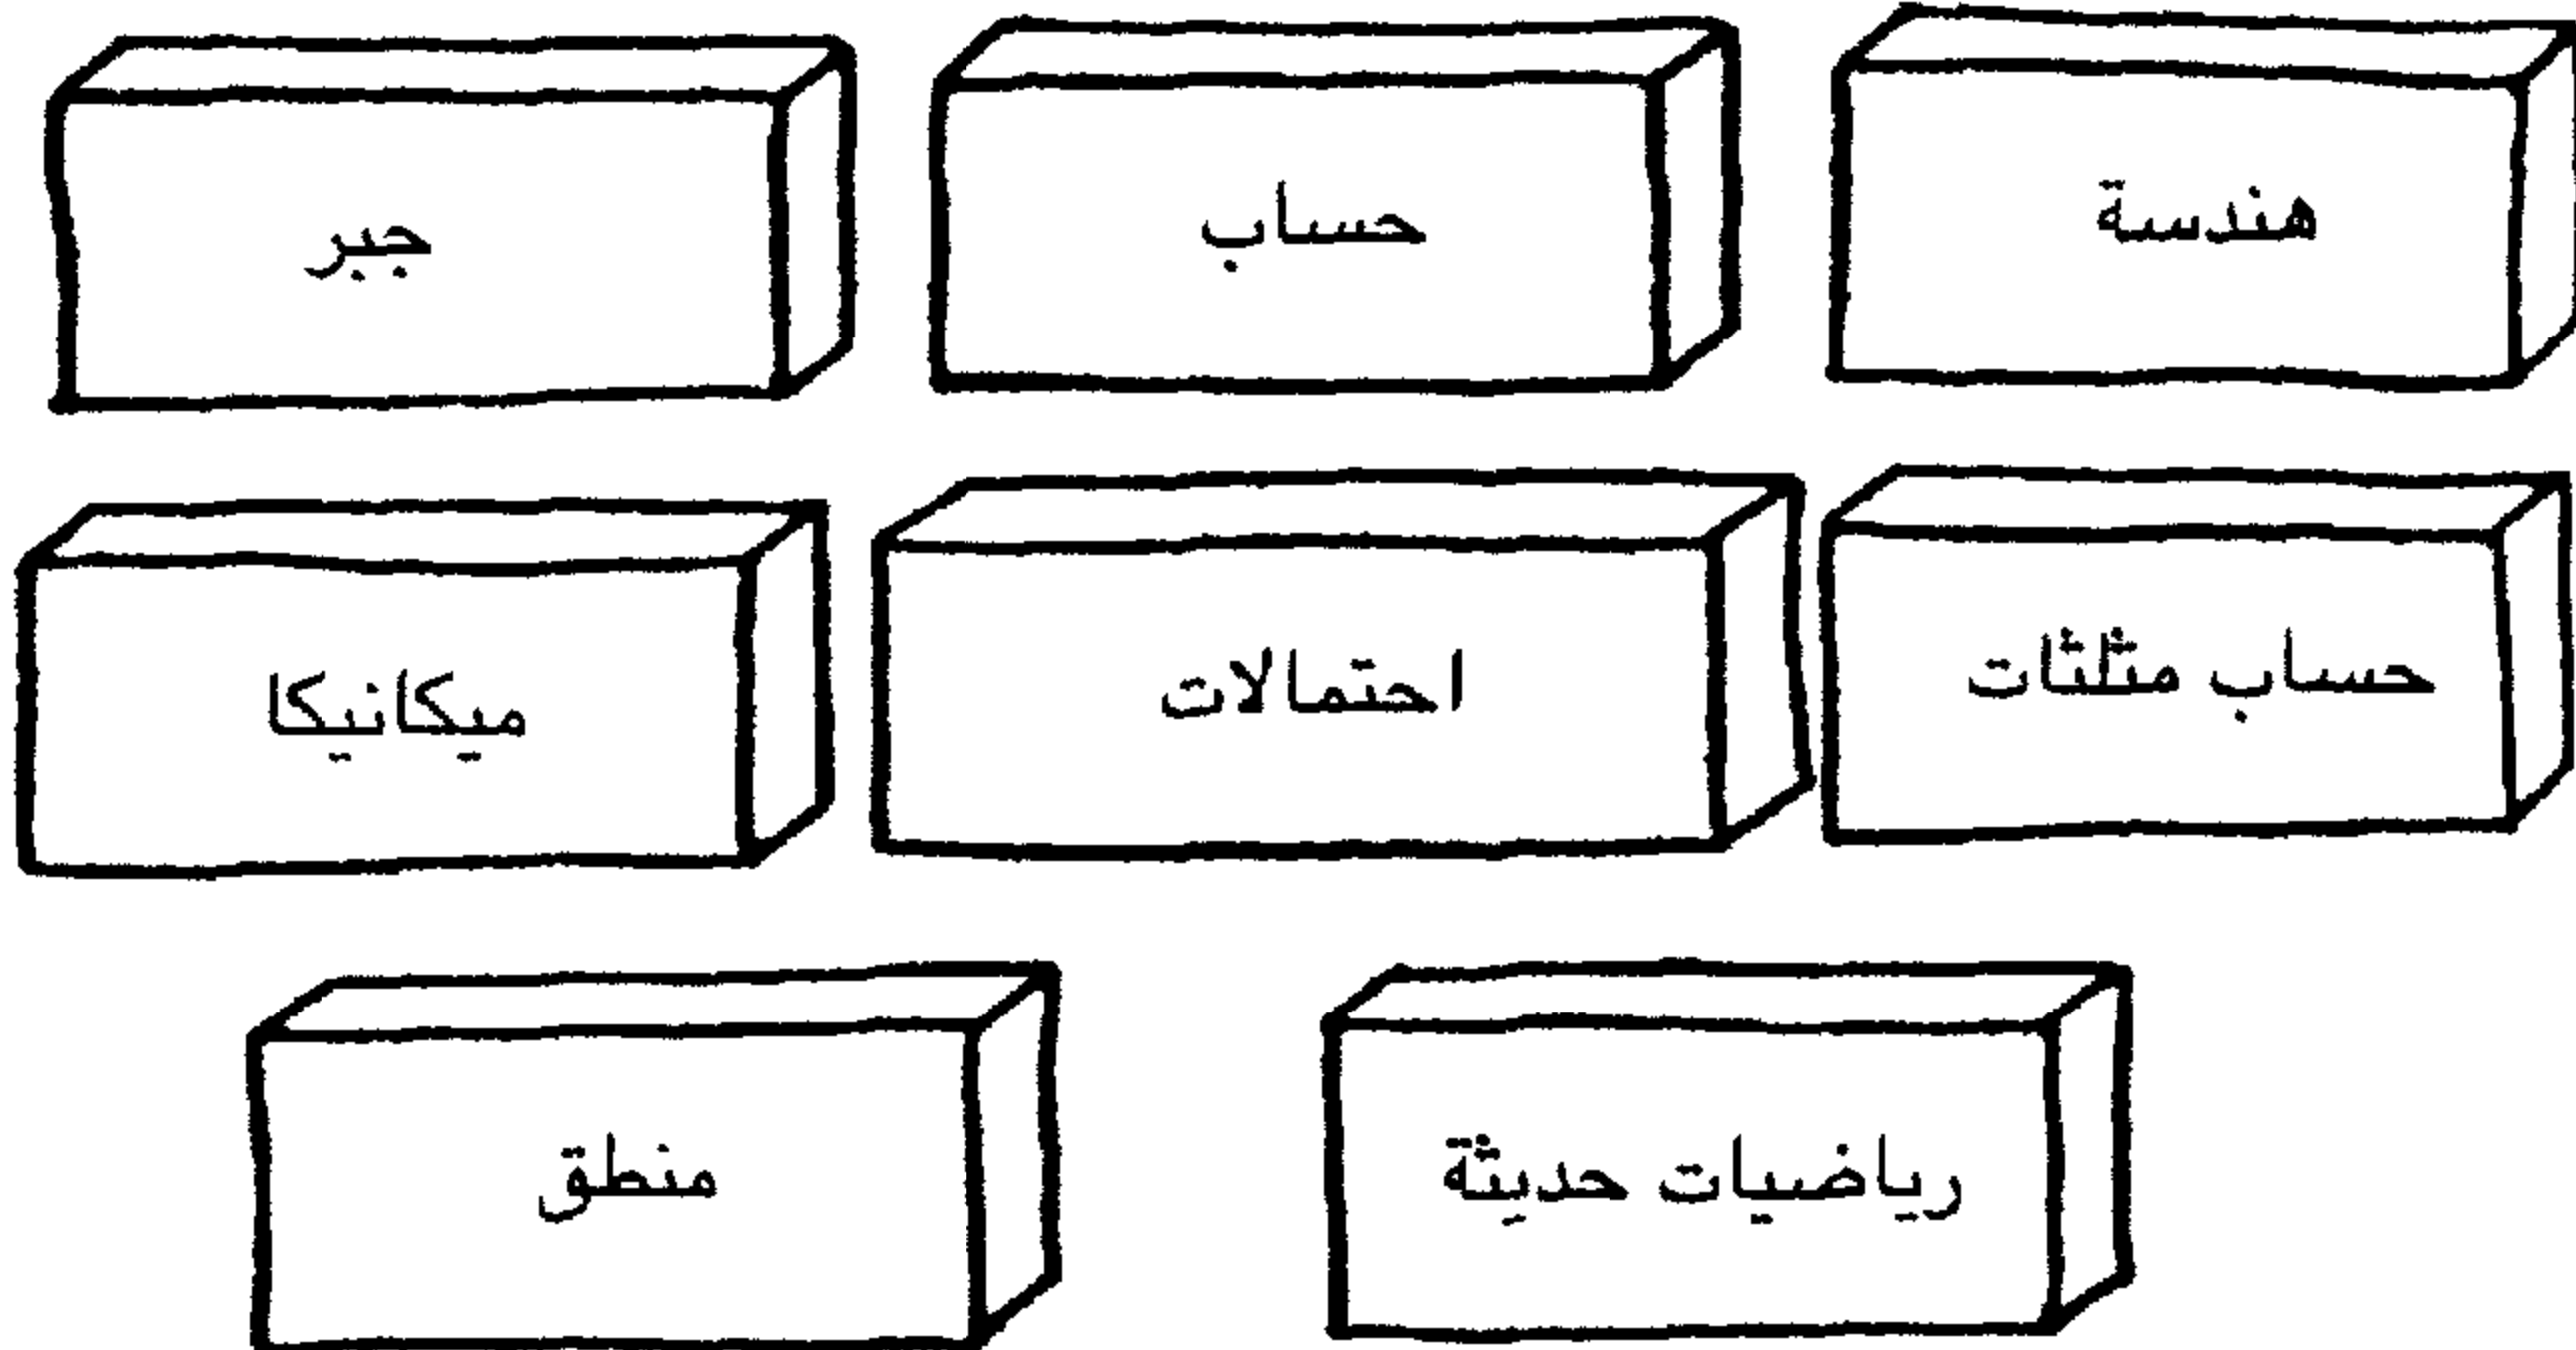 هندسة
حساب
جبر
حساب مثلثات
احتمالات
ميكانيكا
رياضيات حديثة
منطق